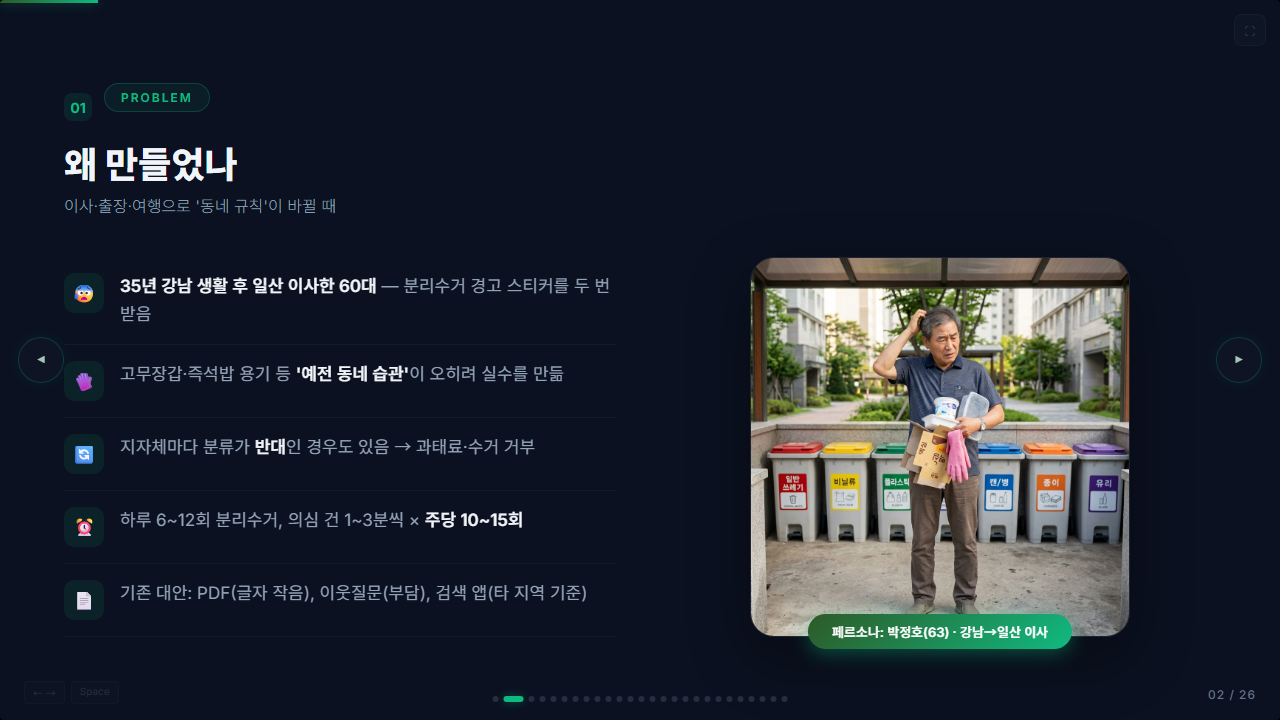 01
PROBLEM
왜 만들었나
이사·출장·여행으로 '동네 규칙'이 바뀔 때
35년 강남 생활 후 일산 이사한 60대 — 분리수거 경고 스티커를 두 번
받음
고무장갑·즉석밥 용기 등 '예전 동네 습관'이 오히려 실수를 만듦
지자체마다 분류가 반대인 경우도 있음 → 과태료·수거 거부
하루 6~12회 분리수거, 의심 건 1~3분씩 × 주당 10~15회
기존 대안: PDF(글자 작음), 이웃질문(부담), 검색 앱(타 지역 기준)
일반
쓰레기
비닐류
플라스틱
캔/병
종이
유리
페르소나: 박정호(63) · 강남→일산 이사
← →
Space
02 / 26